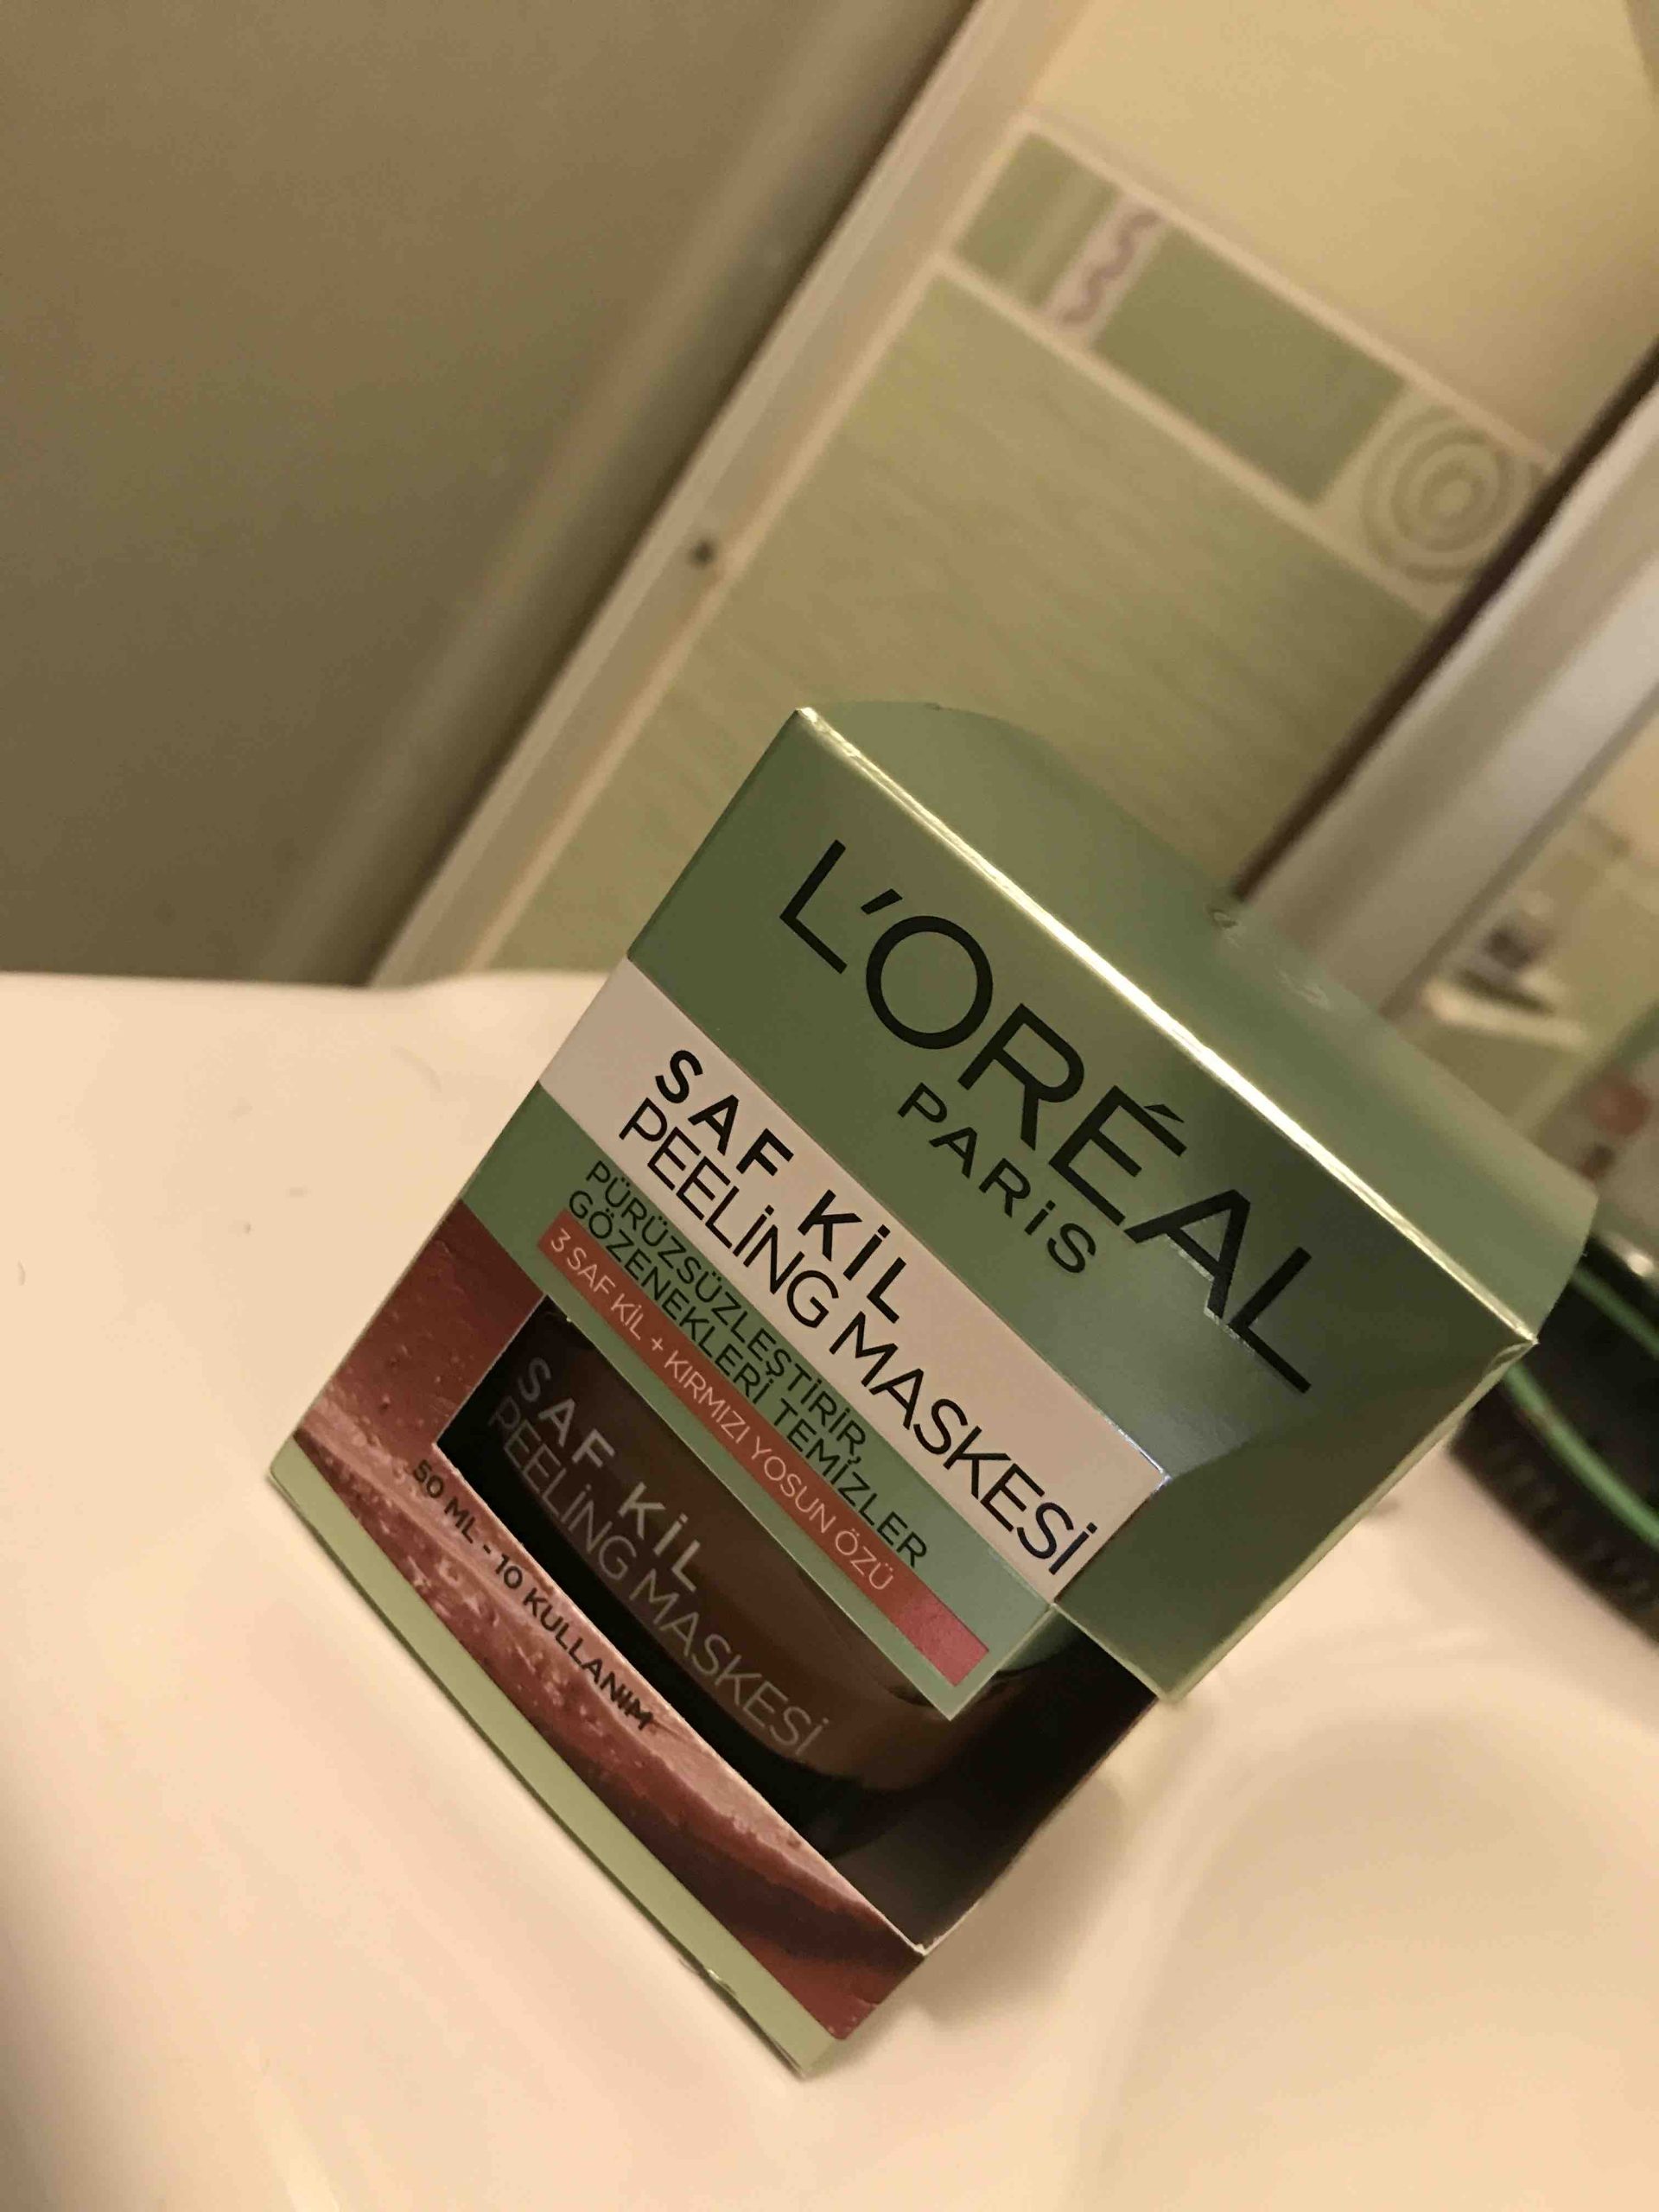 L'ORÉAL
PARİS
SAF KİL
PEELİNG MASKESİ
PÜRÜZSÜZLEŞTİRİR,
GÖZENEKLERİ TEMİZLER
3 SAF KİL + KIRMIZI YOSUN ÖZÜ
SAF KİL
PEELİNG MASKESİ
50 ML - 10 KULLANIM